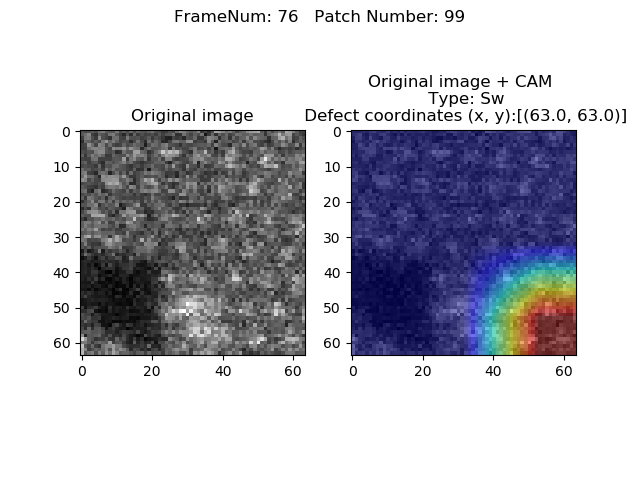 FrameNum: 76   Patch Number: 99
Original image
Original image + CAM
Type: Sw
Defect coordinates (x, y):[(63.0, 63.0)]
0
10
20
30
40
50
60
0 20 40 60
0
10
20
30
40
50
60
0 20 40 60